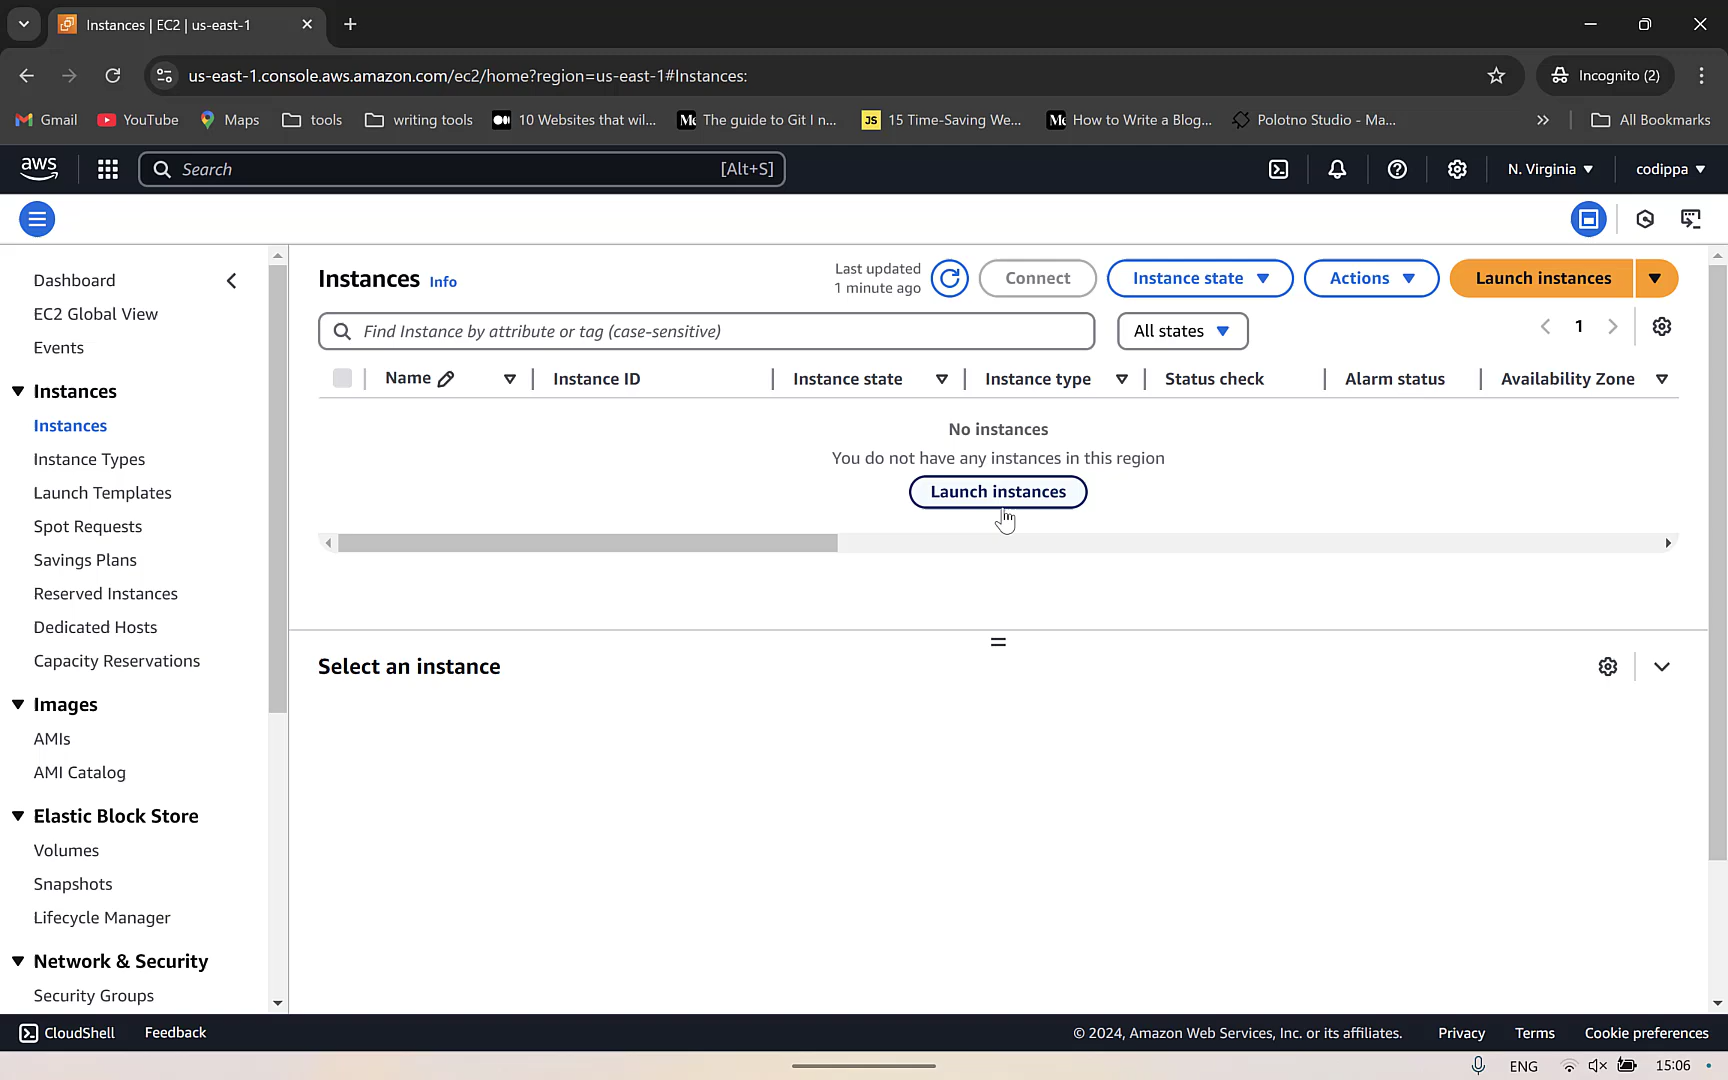 Instances | EC2 | us-east-1
us-east-1.console.aws.amazon.com/ec2/home?region=us-east-1#Instances:
Incognito (2)
Gmail
YouTube
Maps
tools
writing tools
10 Websites that wil...
The guide to Git I n...
JS
15 Time-Saving We...
How to Write a Blog...
Polotno Studio - Ma...
All Bookmarks
aws
Search
[Alt+S]
N. Virginia
codippa
Dashboard
EC2 Global View
Events
Instances
Instances
Instance Types
Launch Templates
Spot Requests
Savings Plans
Reserved Instances
Dedicated Hosts
Capacity Reservations
Images
AMIs
AMI Catalog
Elastic Block Store
Volumes
Snapshots
Lifecycle Manager
Network & Security
Security Groups
Instances Info
Last updated
1 minute ago
Connect
Instance state
Actions
Launch instances
Find Instance by attribute or tag (case-sensitive)
All states
1
Name
Instance ID
Instance state
Instance type
Status check
Alarm status
Availability Zone
No instances
You do not have any instances in this region
Launch instances
Select an instance
CloudShell
Feedback
© 2024, Amazon Web Services, Inc. or its affiliates.
Privacy
Terms
Cookie preferences
ENG
15:06